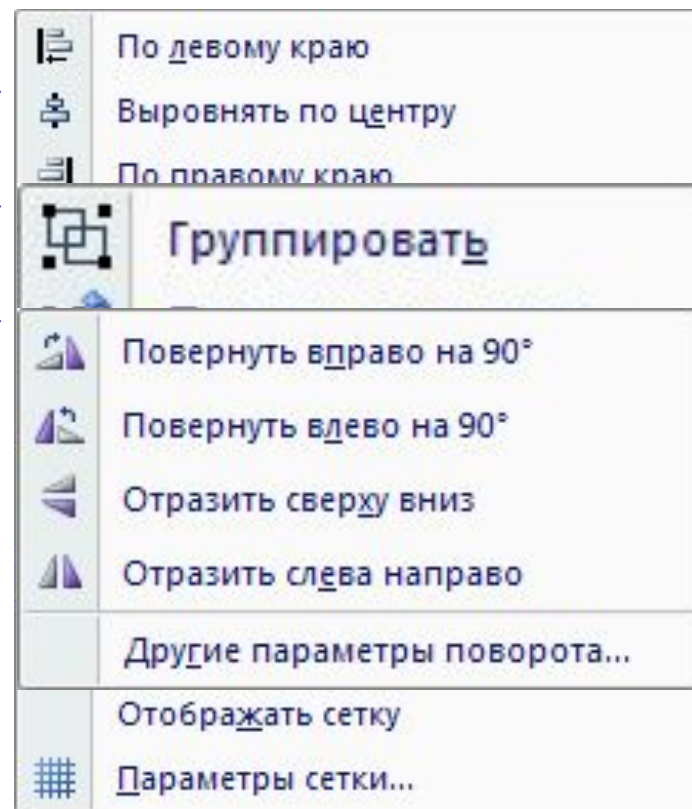 По левому краю
Выровнять по центру
По правому краю
Группировать
Повернуть вправо на 90°
Повернуть влево на 90°
Отразить сверху вниз
Отразить слева направо
Другие параметры поворота...
Отображать сетку
Параметры сетки...